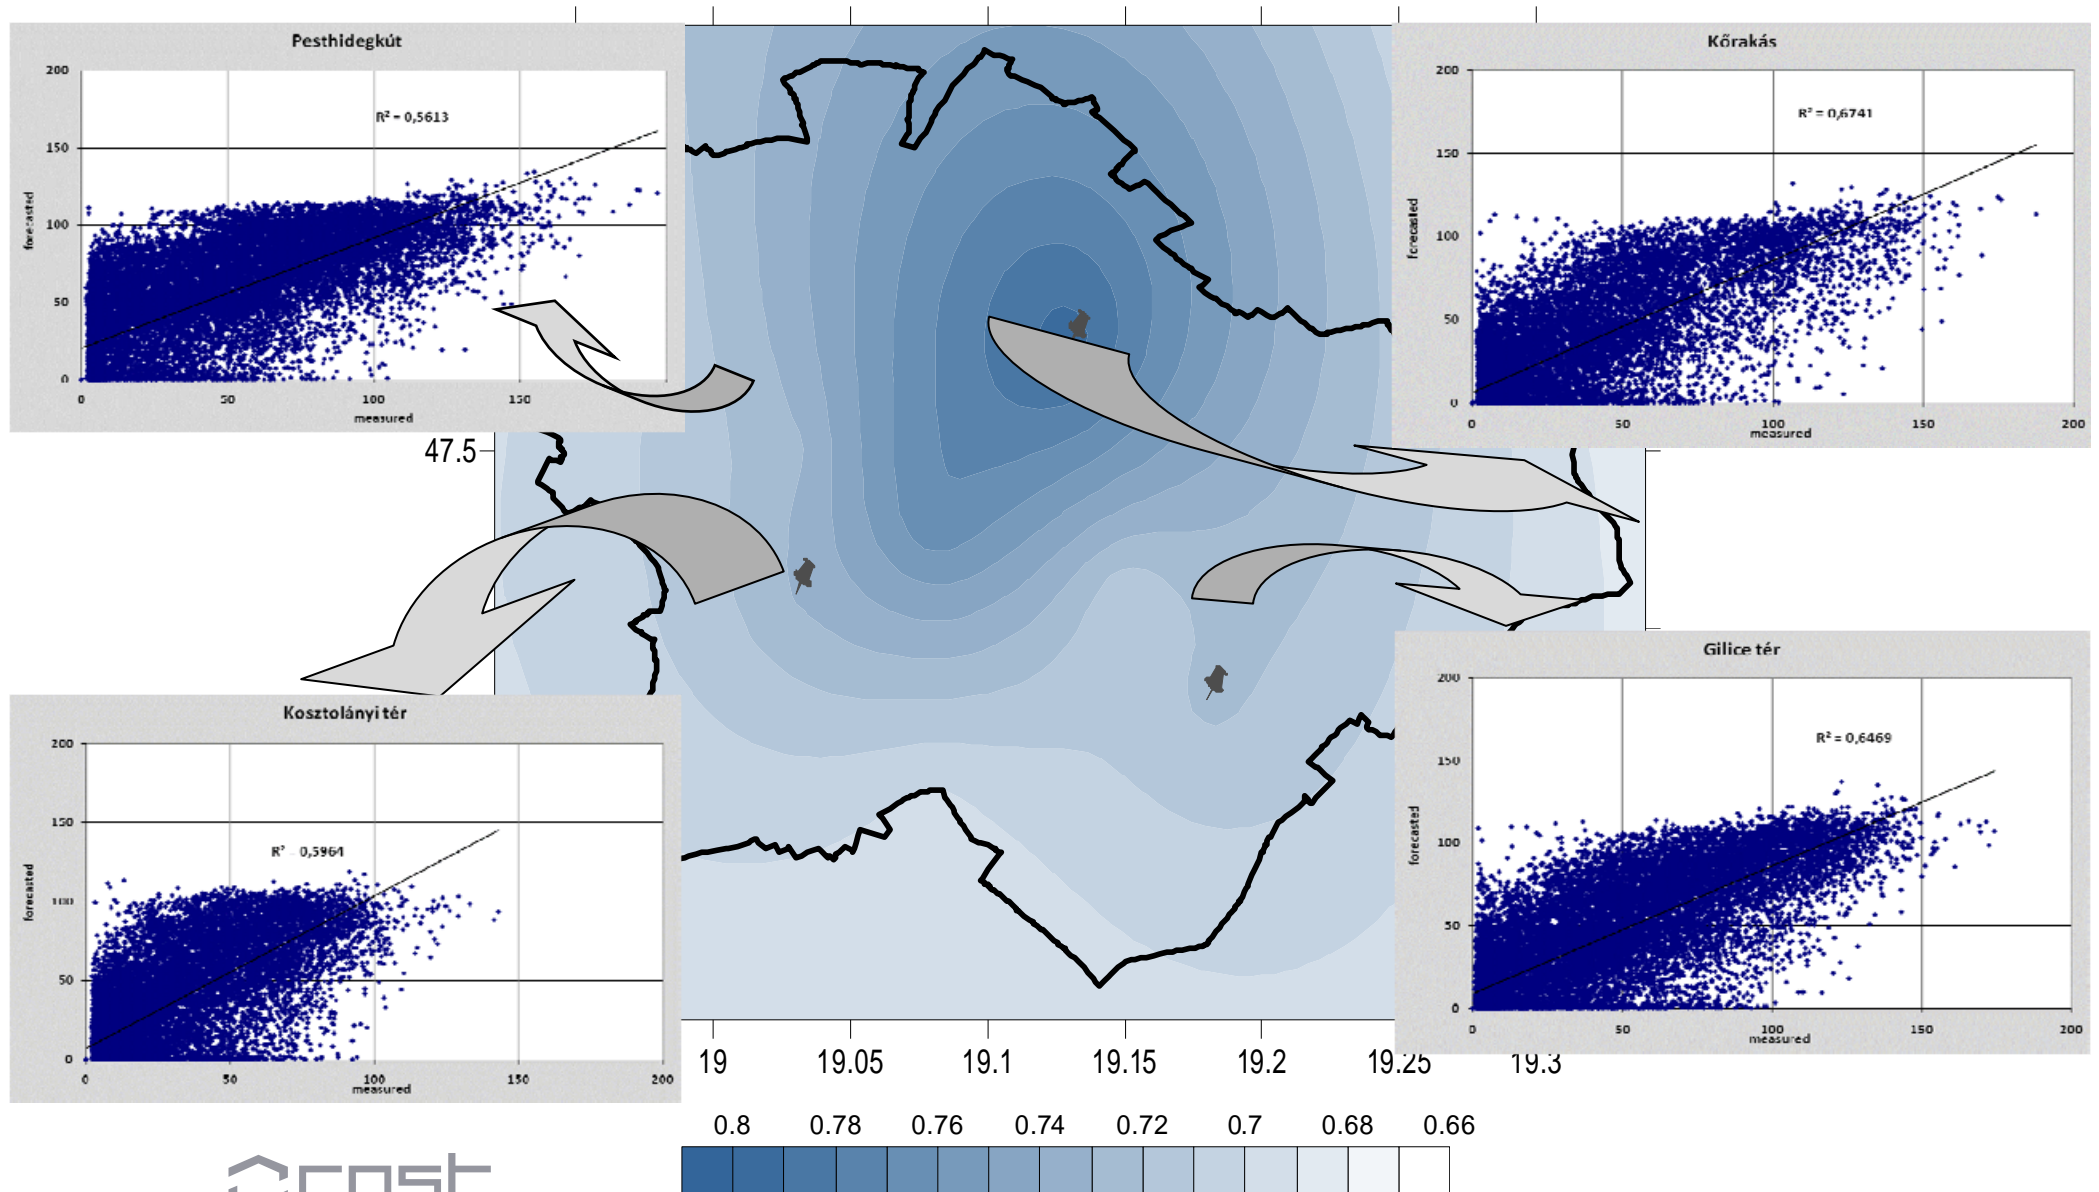 Pesthidegkút
200
R² = 0,5613
150
forecasted
100
50
0
0
50
100
150
measured
Kőrakás
200
R² = 0,6741
150
forecasted
100
50
0
0
50
100
150
200
measured
47.5
Kosztolányi tér
200
150
R² = 0,5964
forecasted
100
50
0
0
50
100
150
200
measured
Gilice tér
200
R² = 0,6469
150
forecasted
100
50
0
0
50
100
150
200
measured
19 19.05 19.1 19.15 19.2 19.25 19.3
0.8 0.78 0.76 0.74 0.72 0.7 0.68 0.66